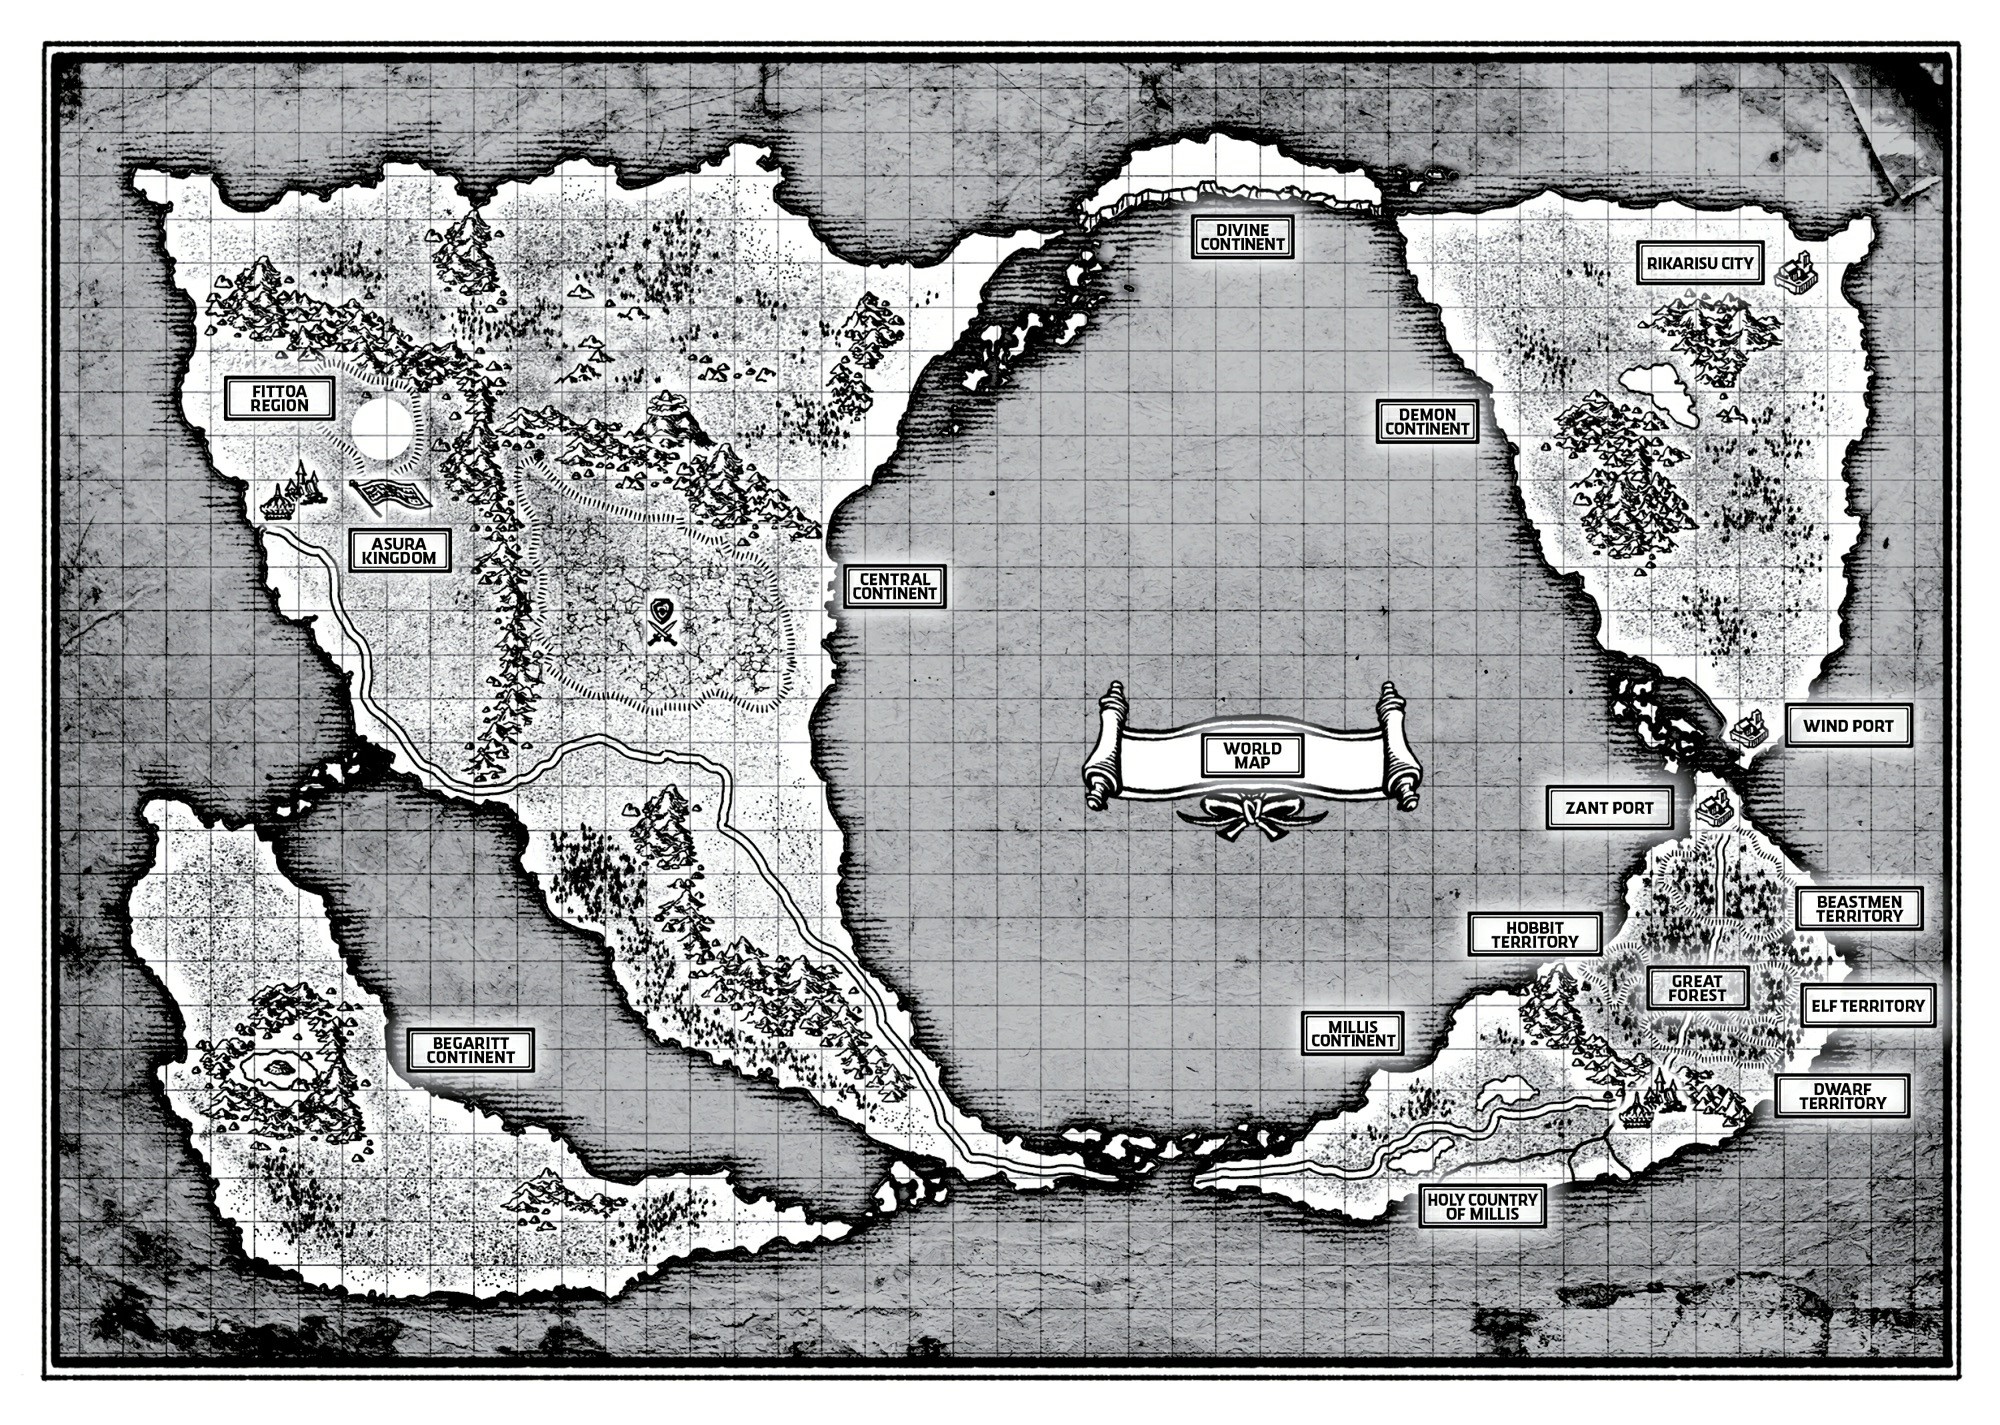 DIVINE
CONTINENT
RIKARISU CITY
FITTOA
REGION
DEMON
CONTINENT
ASURA
KINGDOM
CENTRAL
CONTINENT
WIND PORT
WORLD
MAP
ZANT PORT
BEASTMEN
TERRITORY
HOBBIT
TERRITORY
GREAT
FOREST
ELF TERRITORY
MILLIS
CONTINENT
BEGARITT
CONTINENT
DWARF
TERRITORY
HOLY COUNTRY
OF MILLIS